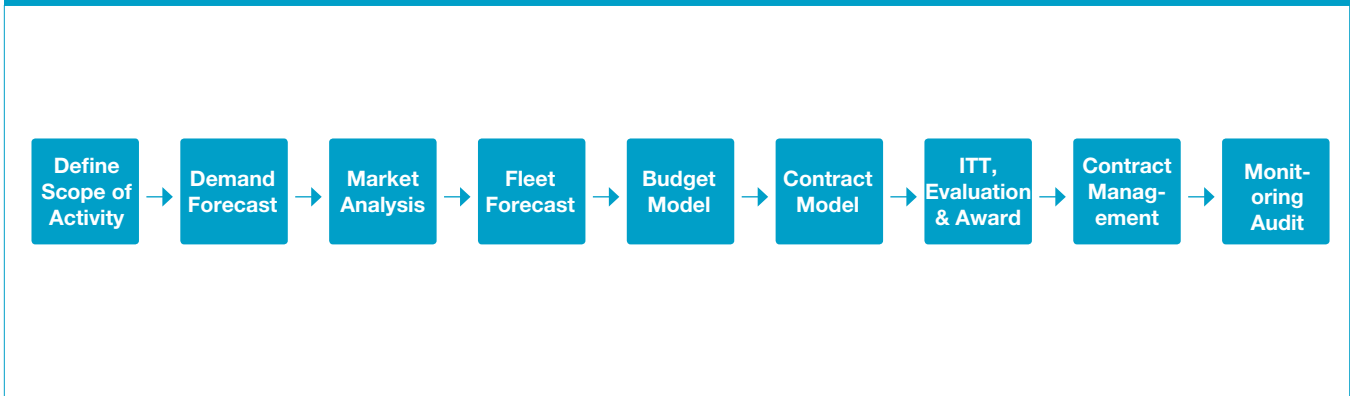 Define
Scope of
Activity
Demand
Forecast
Market
Analysis
Fleet
Forecast
Budget
Model
Contract
Model
ITT,
Evaluation
& Award
Contract
Manag-
ement
Monit-
oring
Audit